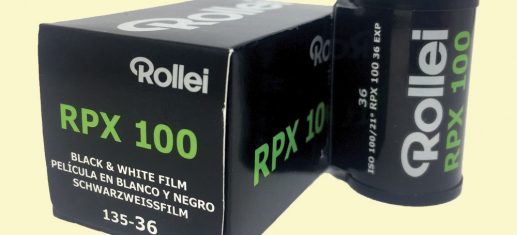 Rollei
RPX 100
BLACK & WHITE FILM
PELÍCULA EN BLANCO Y NEGRO
SCHWARZWEISSFILM
135-36
Rollei
RPX 10
Rollei
RPX 100
36
ISO 100/21° RPX 100 36 EXP